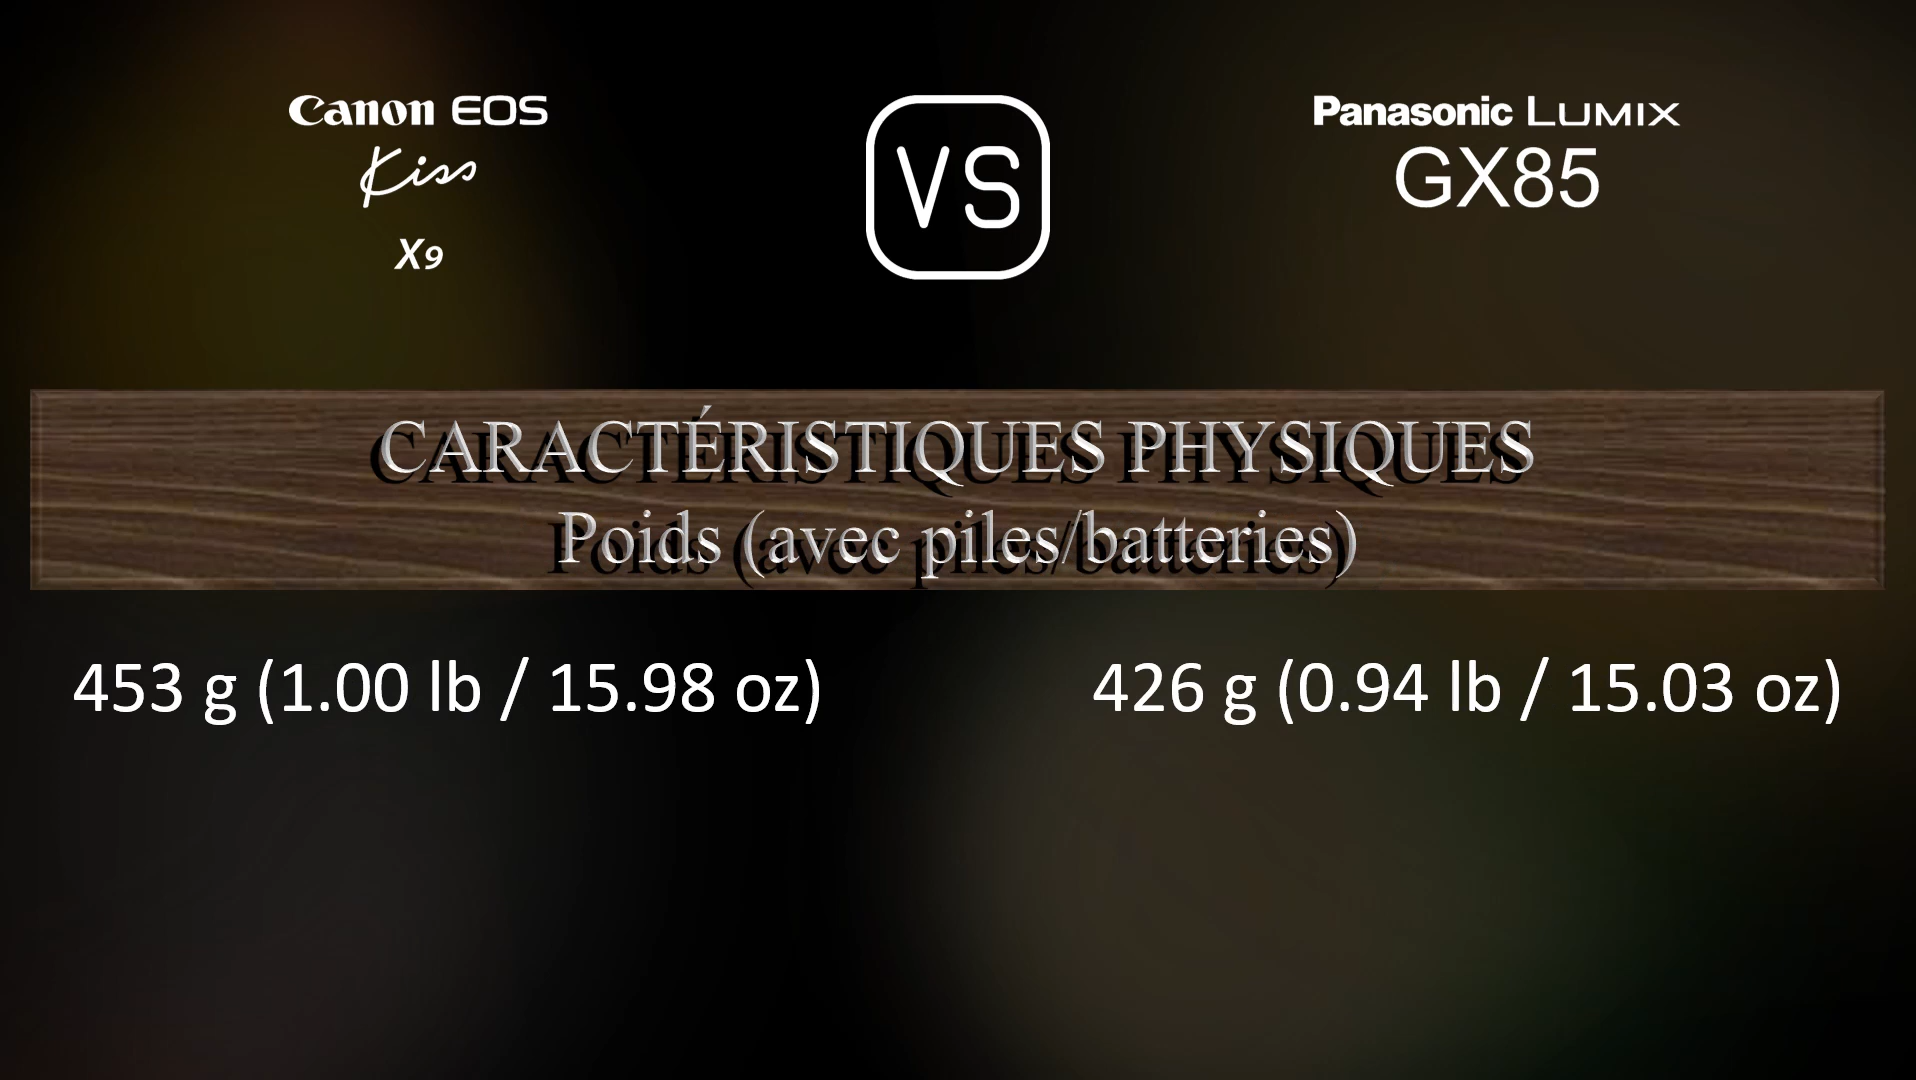 Canon EOS
Kiss
X9
VS
Panasonic LUMIX
GX85
CARACTÉRISTIQUES PHYSIQUES
Poids (avec piles/batteries)
453 g (1.00 lb / 15.98 oz)
426 g (0.94 lb / 15.03 oz)